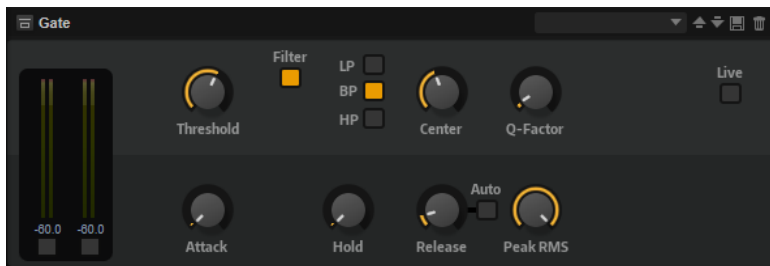 Gate
Filter
LP
BP
HP
Live
Threshold
Center
Q-Factor
-80.0
-80.0
Auto
Attack
Hold
Release
Peak RMS